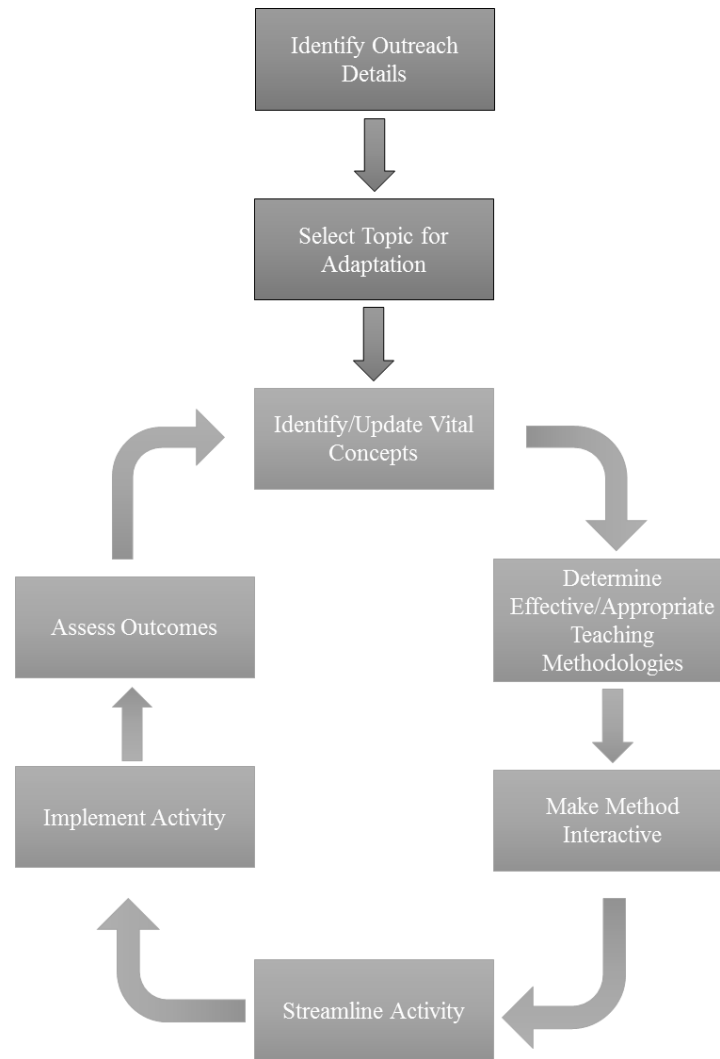 Identify Outreach
Details
Select Topic for
Adaptation
Identify/Update Vital
Concepts
Determine
Effective/Appropriate
Teaching
Methodologies
Make Method
Interactive
Streamline Activity
Implement Activity
Assess Outcomes